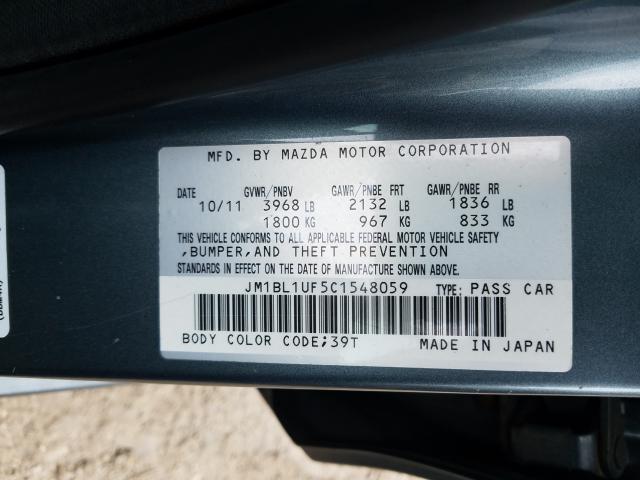 MFD. BY MAZDA MOTOR CORPORATION
DATE GVWR/PNBV GAWR/PNBE FRT GAWR/PNBE RR
10/11 3968 LB 2132 LB 1836 LB
1800 KG 967 KG 833 KG
THIS VEHICLE CONFORMS TO ALL APPLICABLE FEDERAL MOTOR VEHICLE SAFETY
,BUMPER,AND THEFT PREVENTION
STANDARDS IN EFFECT ON THE DATE OF MANUFACTURE SHOWN ABOVE.
JM1BL1UF5C1548059 TYPE: PASS CAR
BODY COLOR CODE;39T MADE IN JAPAN